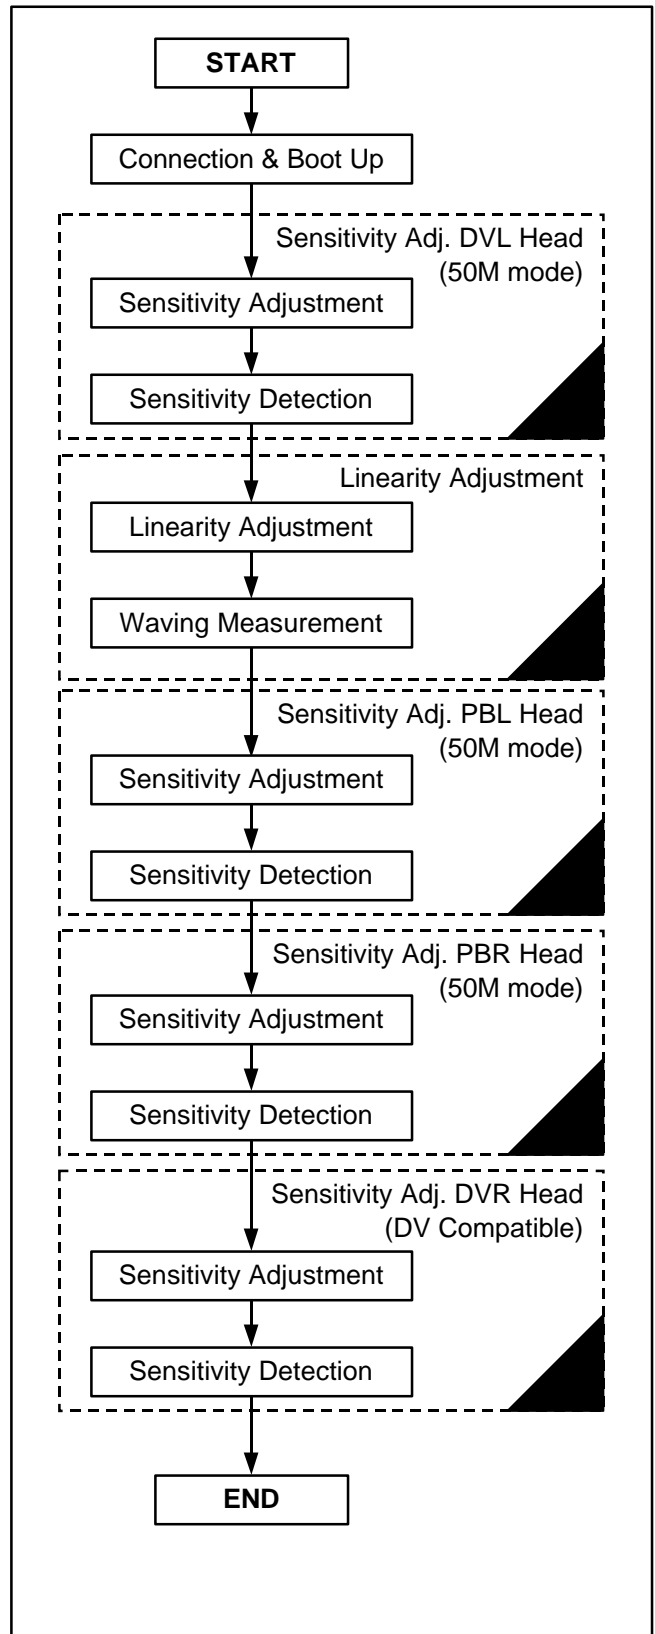 START
Connection & Boot Up
Sensitivity Adj. DVL Head
(50M mode)
Sensitivity Adjustment
Sensitivity Detection
Linearity Adjustment
Linearity Adjustment
Waving Measurement
Sensitivity Adj. PBL Head
(50M mode)
Sensitivity Adjustment
Sensitivity Detection
Sensitivity Adj. PBR Head
(50M mode)
Sensitivity Adjustment
Sensitivity Detection
Sensitivity Adj. DVR Head
(DV Compatible)
Sensitivity Adjustment
Sensitivity Detection
END